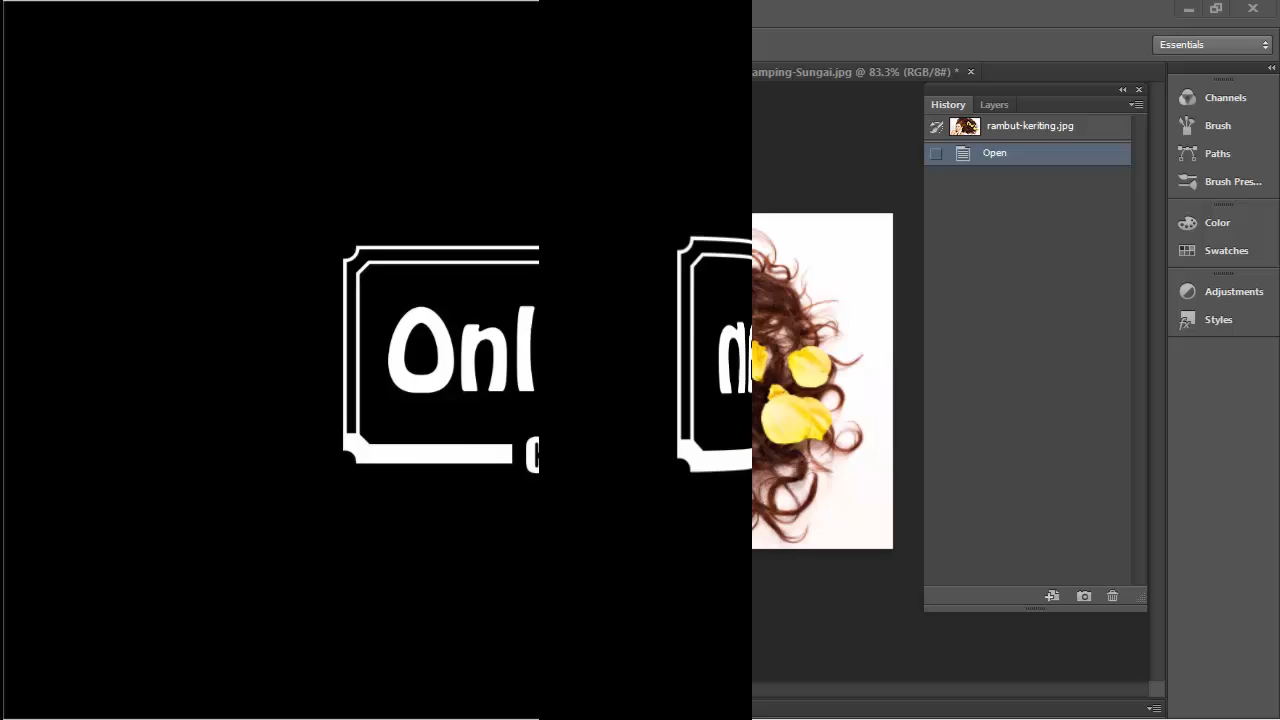 Essentials
amping-Sungai.jpg @ 83.3% (RGB/8#) *
History Layers
rambut-keriting.jpg
Open
Channels
Brush
Paths
Brush Pres...
Color
Swatches
Adjustments
Styles
Onl